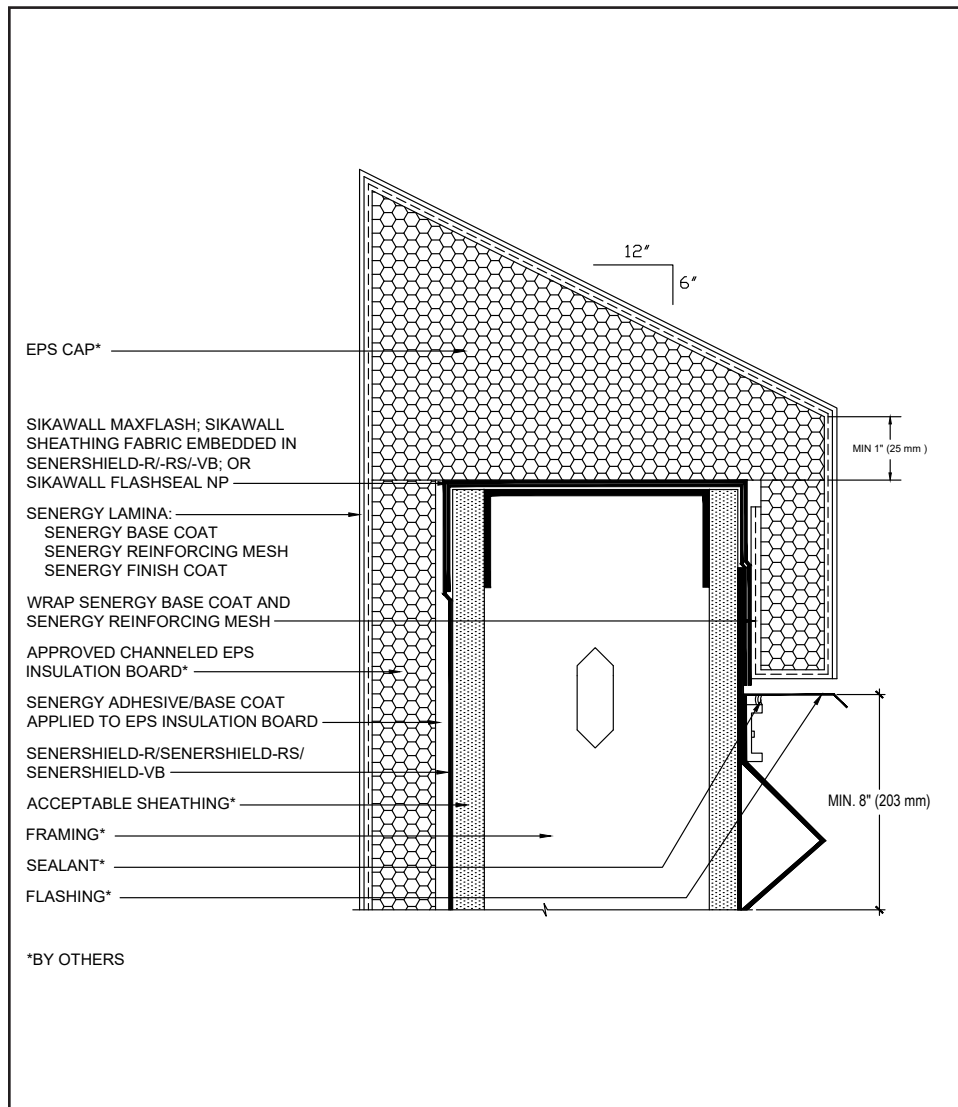 12"
6"
EPS CAP*
SIKAWALL MAXFLASH; SIKAWALL
SHEATHING FABRIC EMBEDDED IN
SENERSHIELD-R/-RS/-VB; OR
SIKAWALL FLASHSEAL NP
MIN 1" (25 mm )
SENERGY LAMINA:
SENERGY BASE COAT
SENERGY REINFORCING MESH
SENERGY FINISH COAT
WRAP SENERGY BASE COAT AND
SENERGY REINFORCING MESH
APPROVED CHANNELED EPS
INSULATION BOARD*
SENERGY ADHESIVE/BASE COAT
APPLIED TO EPS INSULATION BOARD
SENERSHIELD-R/SENERSHIELD-RS/
SENERSHIELD-VB
ACCEPTABLE SHEATHING*
MIN. 8" (203 mm)
FRAMING*
SEALANT*
FLASHING*
*BY OTHERS